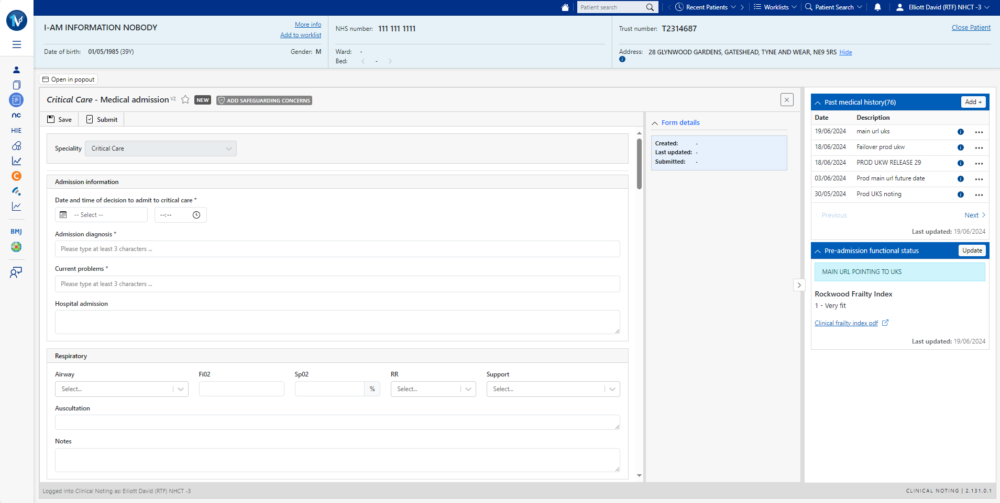 Patient search
Recent Patients
Worklists
Patient Search
Elliott David (RTF) NHCT -3
I-AM INFORMATION NOBODY
More info
Add to worklist
Date of birth: 01/05/1985 (39Y)
Gender: M
NHS number: 111 111 1111
Ward: -
Bed: -
Trust number: T2314687
Close Patient
Address: 28 GLYNWOOD GARDENS, GATESHEAD, TYNE AND WEAR, NE9 5RS Hide
nc
HIE
C
BMJ
Open in popout
Critical Care - Medical admission V2
NEW
ADD SAFEGUARDING CONCERNS
Save
Submit
Speciality
Critical Care
Admission information
Date and time of decision to admit to critical care *
-- Select --
--:--
Admission diagnosis *
Please type at least 3 characters ...
Current problems *
Please type at least 3 characters ...
Hospital admission
Respiratory
Airway
Fi02
Sp02
RR
Support
Select...
%
Select...
Select...
Auscultation
Notes
Form details
Created: -
Last updated: -
Submitted: -
Past medical history(76)
Add +
Date Description
19/06/2024 main url uks
18/06/2024 Failover prod ukw
18/06/2024 PROD UKW RELEASE 29
03/06/2024 Prod main url future date
30/05/2024 Prod UKS noting
Previous
Next
Last updated: 19/06/2024
Pre-admission functional status
Update
MAIN URL POINTING TO UKS
Rockwood Frailty Index
1 - Very fit
Clinical frailty index pdf
Last updated: 19/06/2024
Logged into Clinical Noting as: Elliott David (RTF) NHCT -3
CLINICAL NOTING | 2.131.0.1